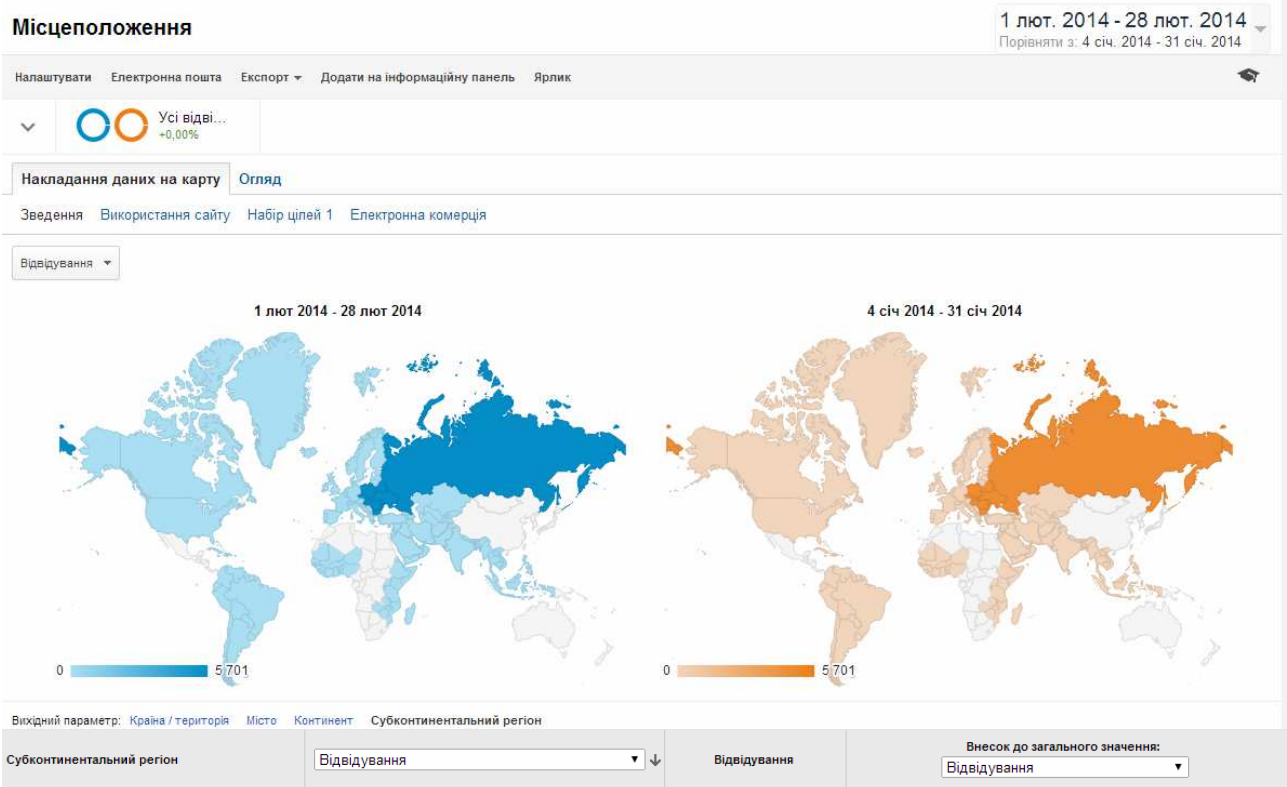 Місцеположення
1 лют. 2014 - 28 лют. 2014
Порівняти з: 4 січ. 2014 - 31 січ. 2014
Налаштувати Електронна пошта Експорт Додати на інформаційну панель Ярлик
Усі відві...
+0,00%
Накладання даних на карту Огляд
Зведення Використання сайту Набір цілей 1 Електронна комерція
Відвідування
1 лют 2014 - 28 лют 2014
4 січ 2014 - 31 січ 2014
0 5 701
0 5 701
Вихідний параметр: Країна / територія Місто Континент Субконтинентальний регіон
Субконтинентальний регіон
Відвідування
Відвідування
Внесок до загального значення:
Відвідування